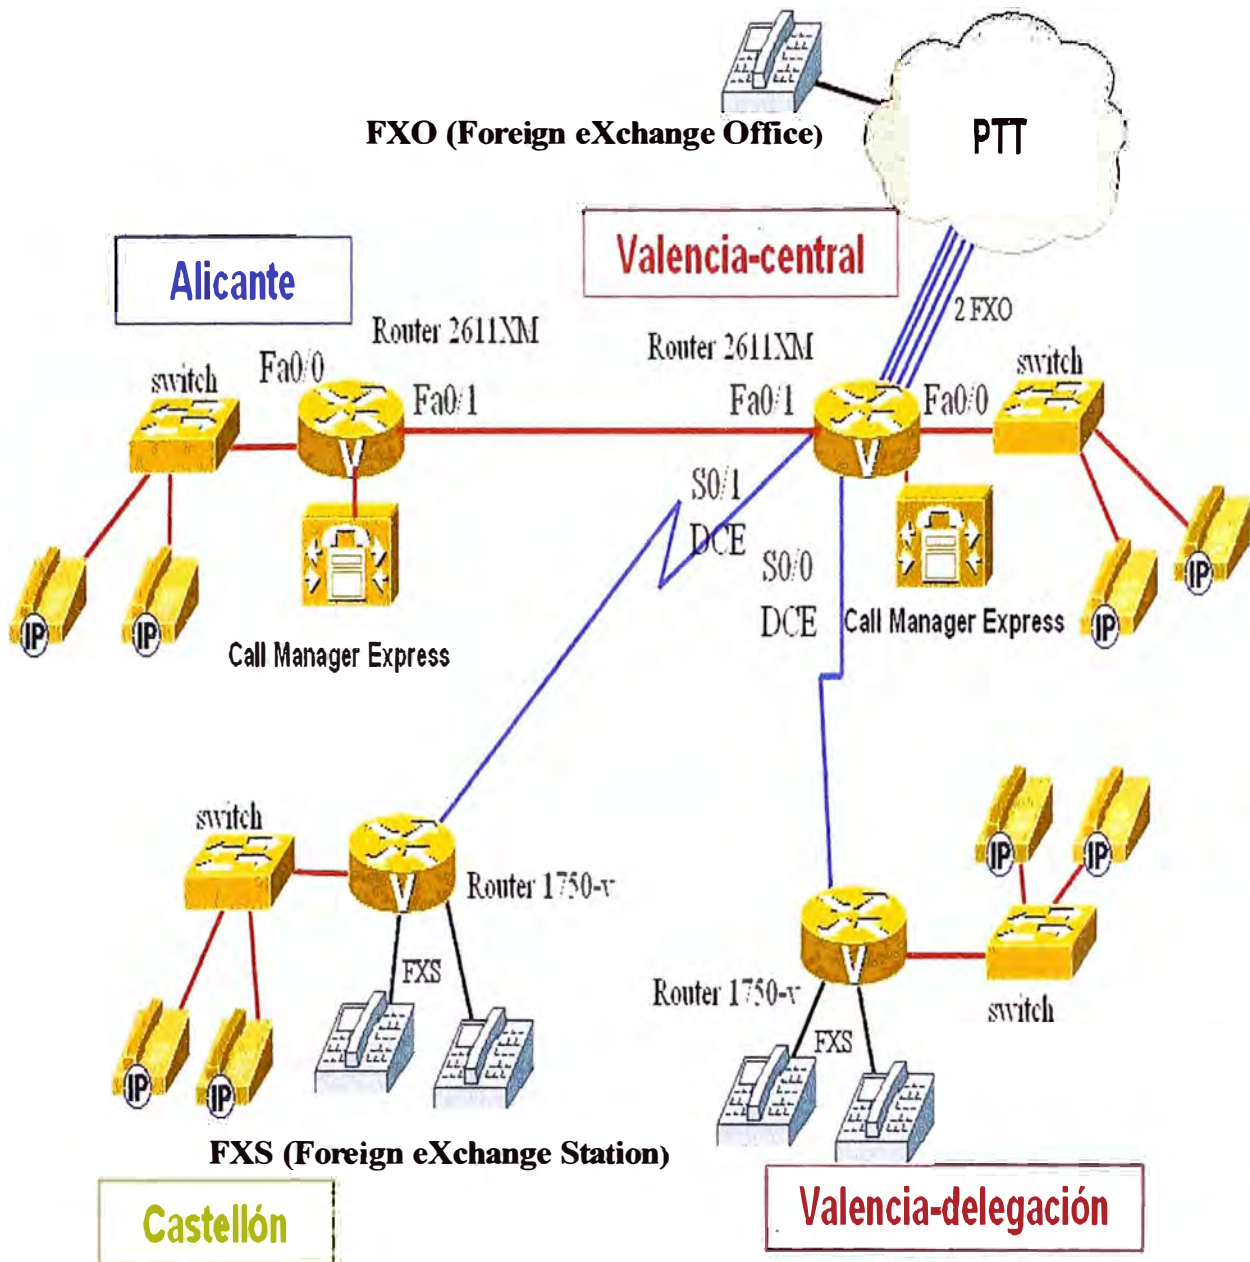 FXO (Foreign eXchange Office)
PTT
Alicante
Valencia-central
2 FXO
Router 2611XM
Router 2611XM
switch
Fa0/0
Fa0/1
Fa0/1
Fa0/0
switch
S0/1
DCE
S0/0
DCE
V
V
IP
IP
IP
IP
Call Manager Express
Call Manager Express
switch
Router 1750-v
V
FXS
IP
IP
IP
IP
switch
Router 1750-v
V
FXS
FXS (Foreign eXchange Station)
Castellón
Valencia-delegación